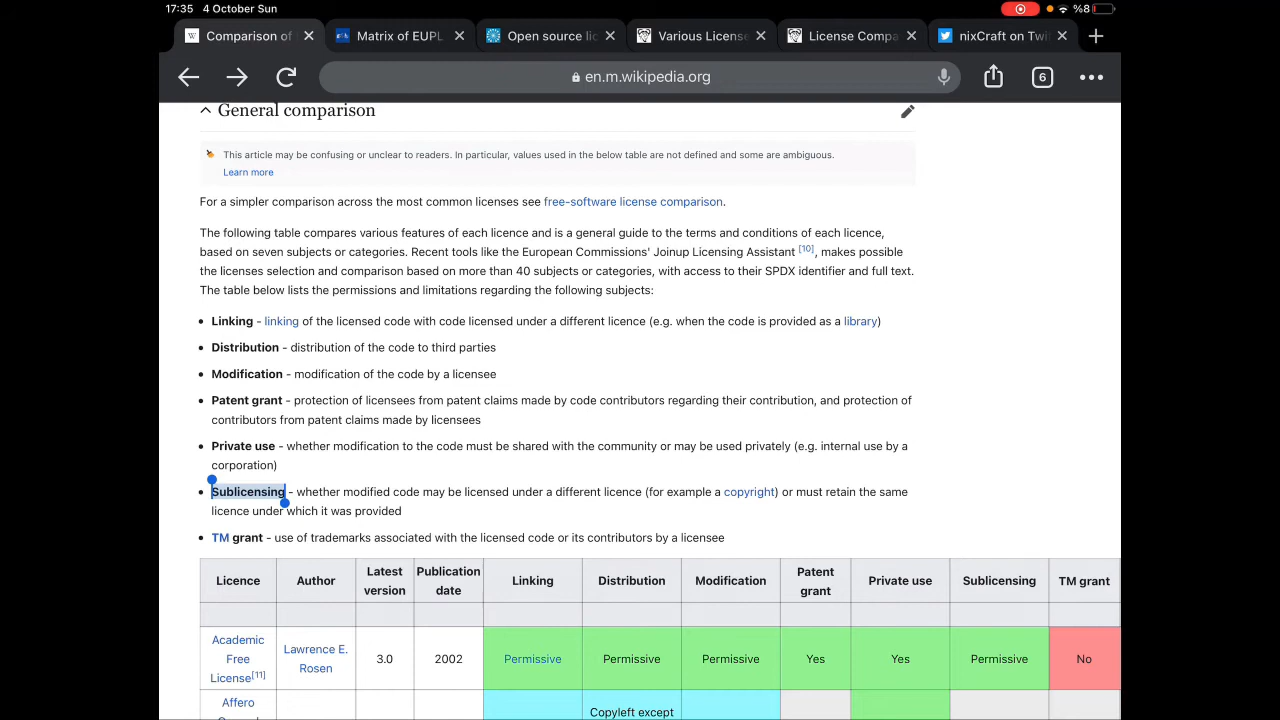 17:35 4 October Sun %8
Comparison of Matrix of EUPL Open source lic Various License License Compa nixCraft on Twi
en.m.wikipedia.org 6
General comparison
This article may be confusing or unclear to readers. In particular, values used in the below table are not defined and some are ambiguous.
Learn more
For a simpler comparison across the most common licenses see free-software license comparison.
The following table compares various features of each licence and is a general guide to the terms and conditions of each licence,
based on seven subjects or categories. Recent tools like the European Commissions' Joinup Licensing Assistant [10], makes possible
the licenses selection and comparison based on more than 40 subjects or categories, with access to their SPDX identifier and full text.
The table below lists the permissions and limitations regarding the following subjects:
• Linking - linking of the licensed code with code licensed under a different licence (e.g. when the code is provided as a library)
• Distribution - distribution of the code to third parties
• Modification - modification of the code by a licensee
• Patent grant - protection of licensees from patent claims made by code contributors regarding their contribution, and protection of
contributors from patent claims made by licensees
• Private use - whether modification to the code must be shared with the community or may be used privately (e.g. internal use by a
corporation)
• Sublicensing - whether modified code may be licensed under a different licence (for example a copyright) or must retain the same
licence under which it was provided
• TM grant - use of trademarks associated with the licensed code or its contributors by a licensee
Licence Author Latest version Publication date Linking Distribution Modification Patent grant Private use Sublicensing TM grant
Academic Free License[11] Lawrence E. Rosen 3.0 2002 Permissive Permissive Permissive Yes Yes Permissive No
Affero
Copyleft except